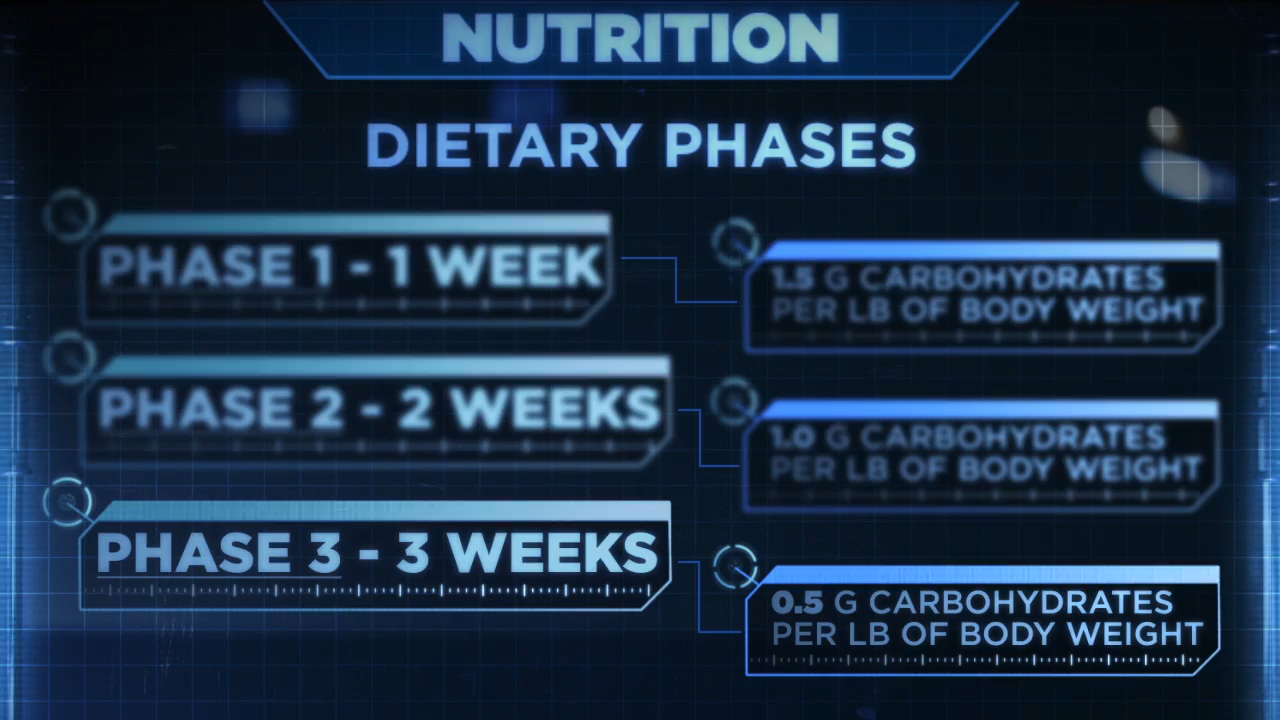 NUTRITION
DIETARY PHASES
PHASE 1 - 1 WEEK
1.5 G CARBOHYDRATES
PER LB OF BODY WEIGHT
PHASE 2 - 2 WEEKS
1.0 G CARBOHYDRATES
PER LB OF BODY WEIGHT
PHASE 3 - 3 WEEKS
0.5 G CARBOHYDRATES
PER LB OF BODY WEIGHT